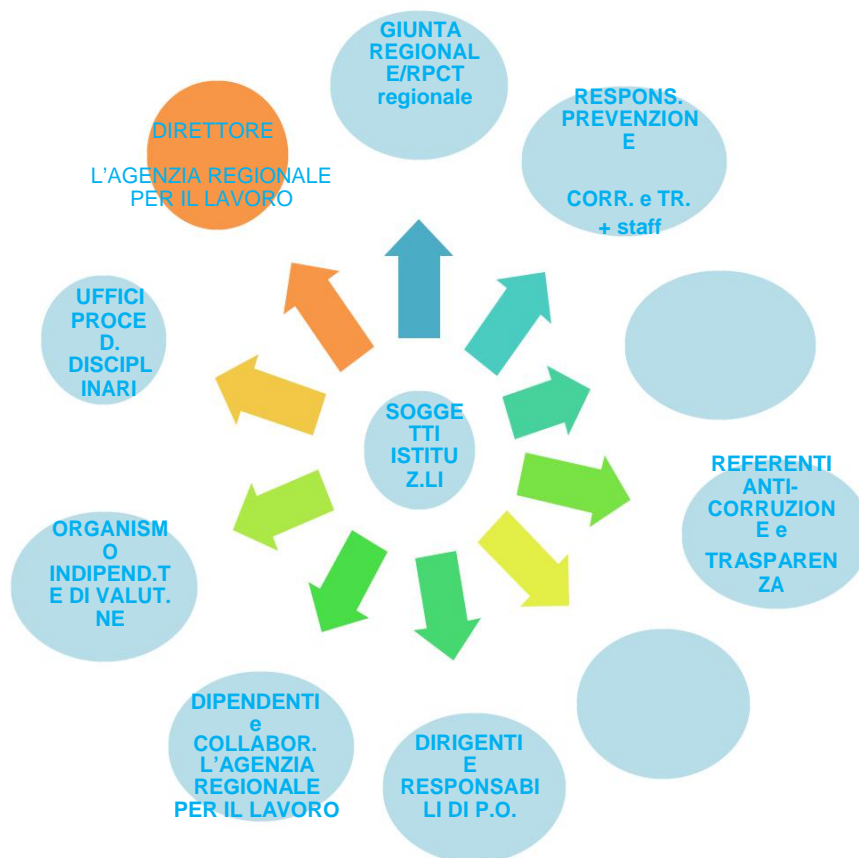 GIUNTA
REGIONAL
E/RPCT
regionale
RESPONS.
PREVENZION
E
CORR. e TR.
+ staff
REFERENTI
ANTI-
CORRUZION
E e
TRASPAREN
ZA
DIRIGENTI
E
RESPONSABI
LI DI P.O.
DIPENDENTI
e
COLLABOR.
L'AGENZIA
REGIONALE
PER IL LAVORO
ORGANISM
O
INDIPEND.T
E DI VALUT.
NE
UFFICI
PROCE
D.
DISCIPL
INARI
DIRETTORE
L'AGENZIA REGIONALE
PER IL LAVORO
SOGGE
TTI
ISTITU
Z.LI